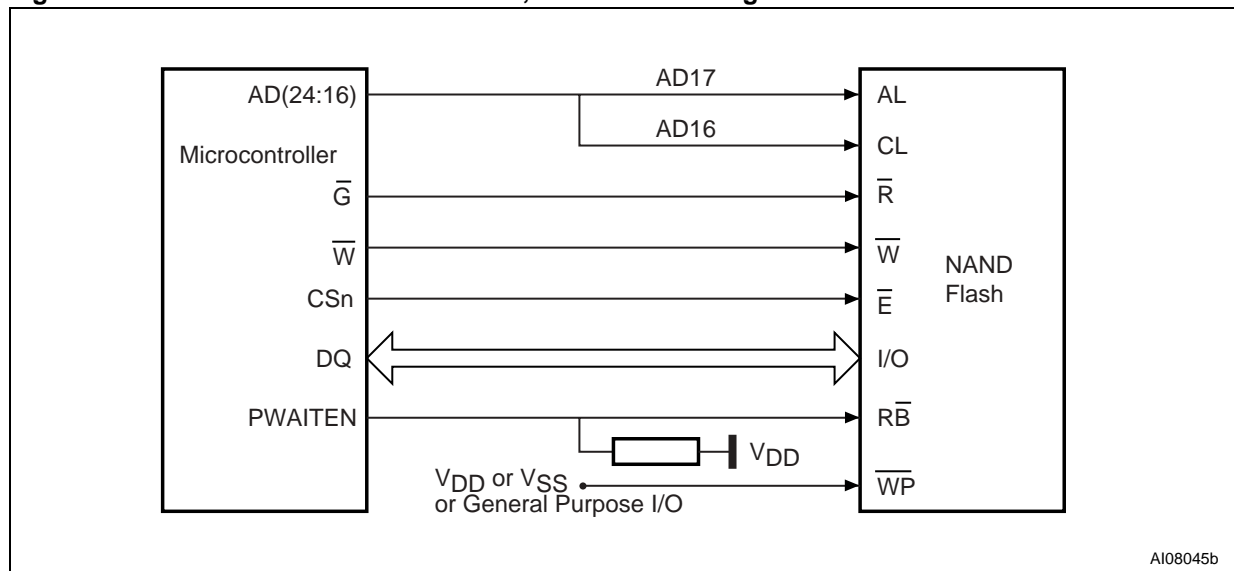 AD(24:16)
AD17
AL
AD16
CL
Microcontroller
G̅
R̅
W̅
W̅
NAND
Flash
CSn
E̅
DQ
I/O
PWAITEN
RB̅
VDD
VDD or VSS
or General Purpose I/O
W̅P̅
AI08045b